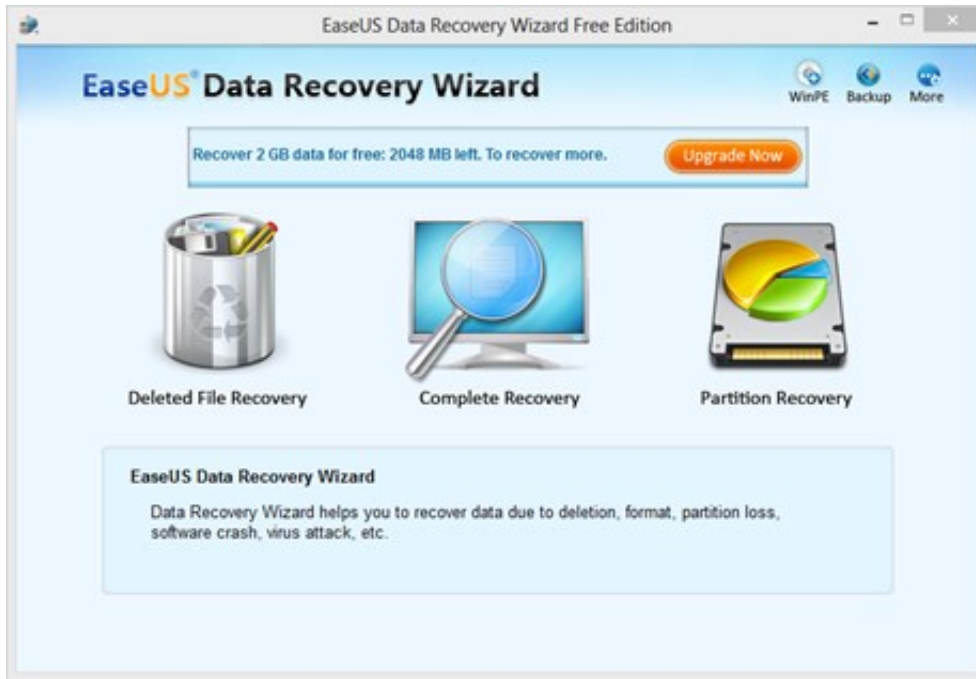 EaseUS Data Recovery Wizard Free Edition
EaseUS® Data Recovery Wizard
WinPE Backup More
Recover 2 GB data for free: 2048 MB left. To recover more. Upgrade Now
Deleted File Recovery Complete Recovery Partition Recovery
EaseUS Data Recovery Wizard
Data Recovery Wizard helps you to recover data due to deletion, format, partition loss,
software crash, virus attack, etc.